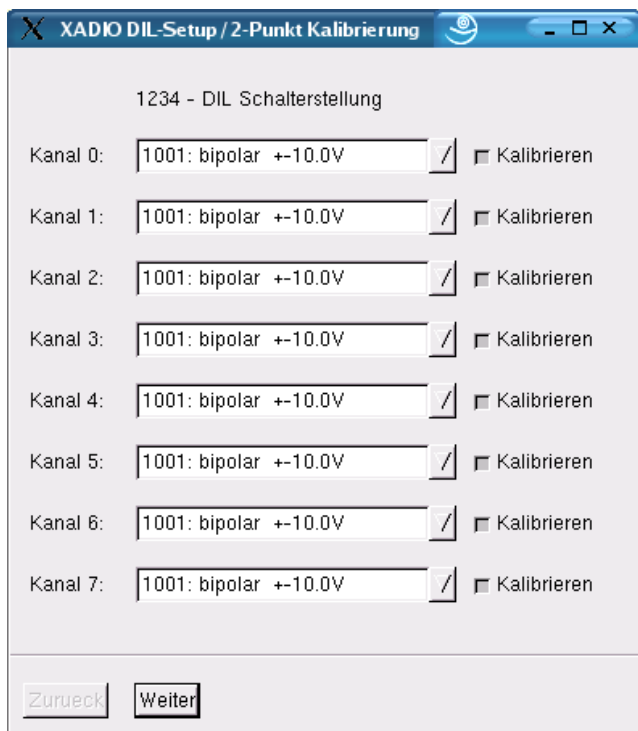 XADIO DIL-Setup / 2-Punkt Kalibrierung
1234 - DIL Schalterstellung
Kanal 0: 1001: bipolar +-10.0V Kalibrieren
Kanal 1: 1001: bipolar +-10.0V Kalibrieren
Kanal 2: 1001: bipolar +-10.0V Kalibrieren
Kanal 3: 1001: bipolar +-10.0V Kalibrieren
Kanal 4: 1001: bipolar +-10.0V Kalibrieren
Kanal 5: 1001: bipolar +-10.0V Kalibrieren
Kanal 6: 1001: bipolar +-10.0V Kalibrieren
Kanal 7: 1001: bipolar +-10.0V Kalibrieren
Zurueck Weiter